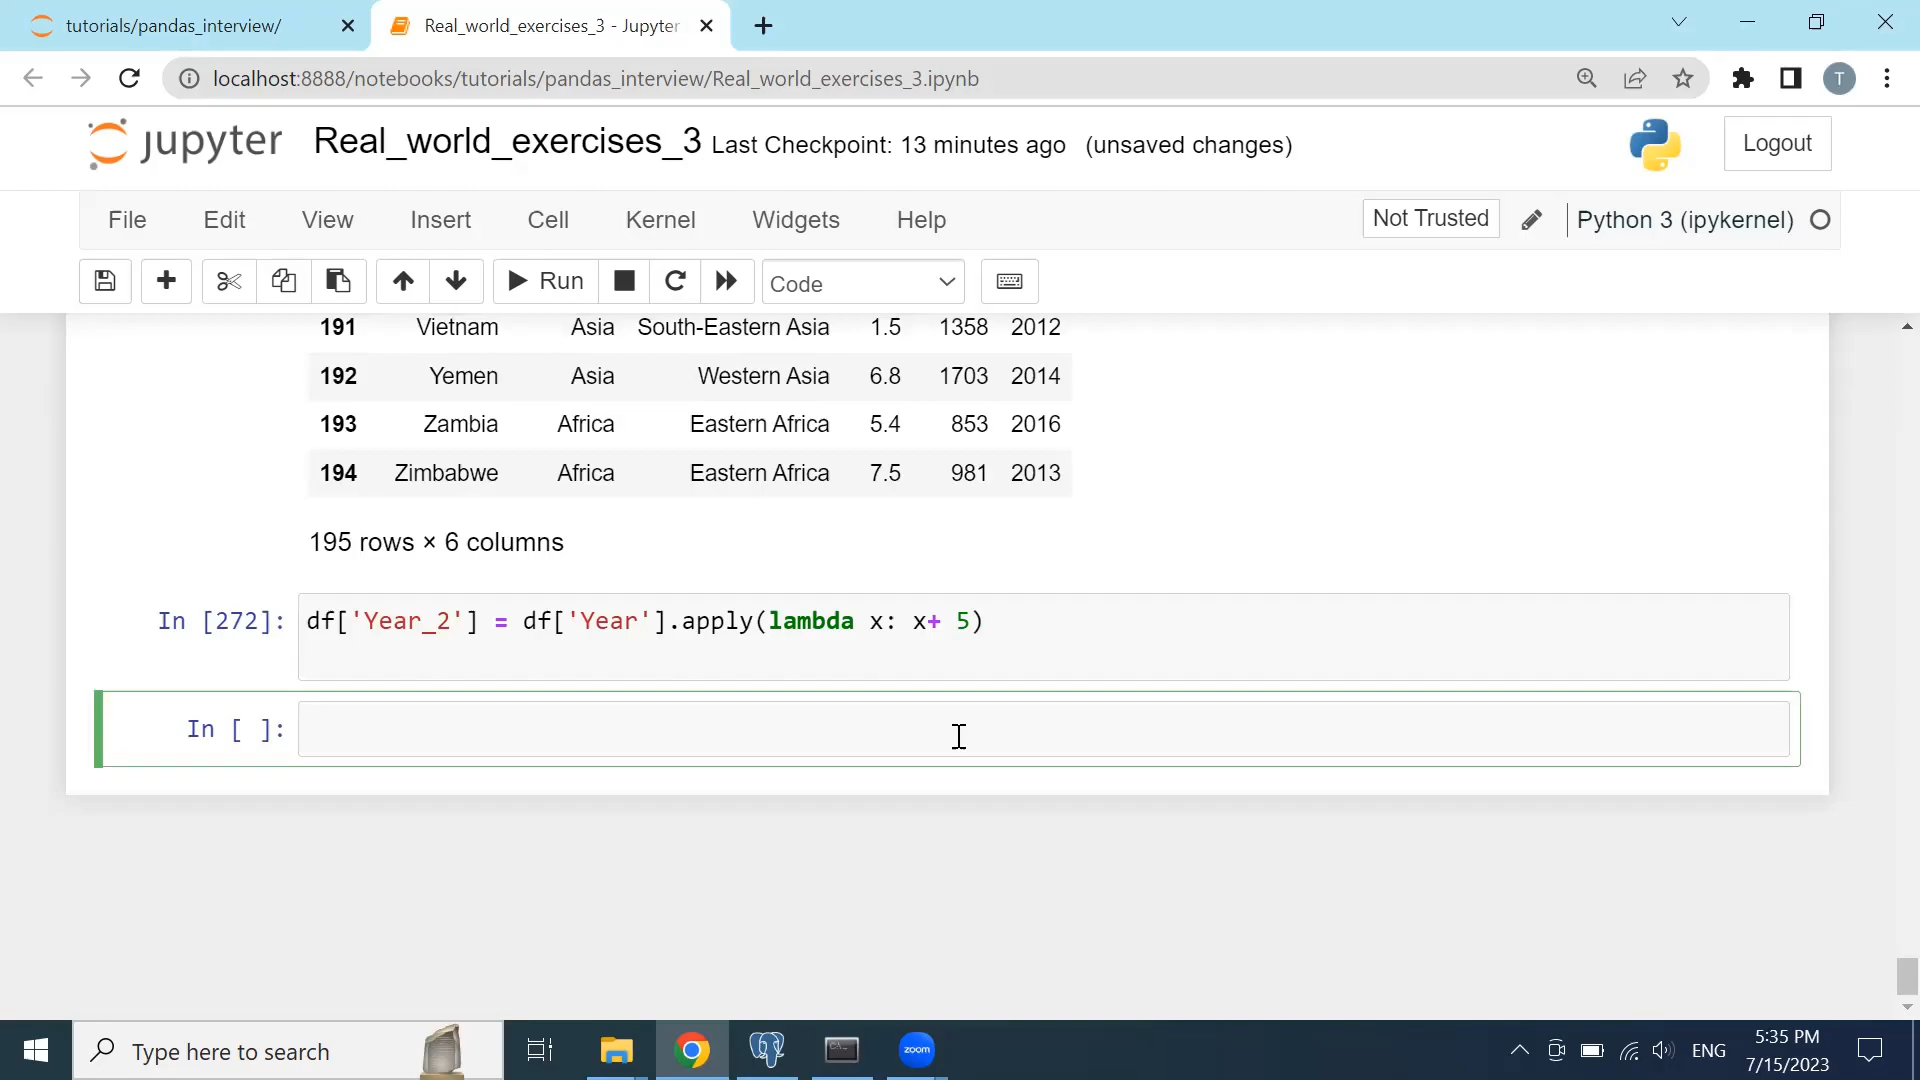 tutorials/pandas_interview/
Real_world_exercises_3 - Jupyter
localhost:8888/notebooks/tutorials/pandas_interview/Real_world_exercises_3.ipynb
T
jupyter Real_world_exercises_3 Last Checkpoint: 13 minutes ago (unsaved changes)
Logout
File Edit View Insert Cell Kernel Widgets Help
Not Trusted
Python 3 (ipykernel)
Run
Code
191 Vietnam Asia South-Eastern Asia 1.5 1358 2012
192 Yemen Asia Western Asia 6.8 1703 2014
193 Zambia Africa Eastern Africa 5.4 853 2016
194 Zimbabwe Africa Eastern Africa 7.5 981 2013
195 rows × 6 columns
In [272]: df['Year_2'] = df['Year'].apply(lambda x: x+ 5)
In [ ]:
Type here to search
zoom
ENG
5:35 PM
7/15/2023